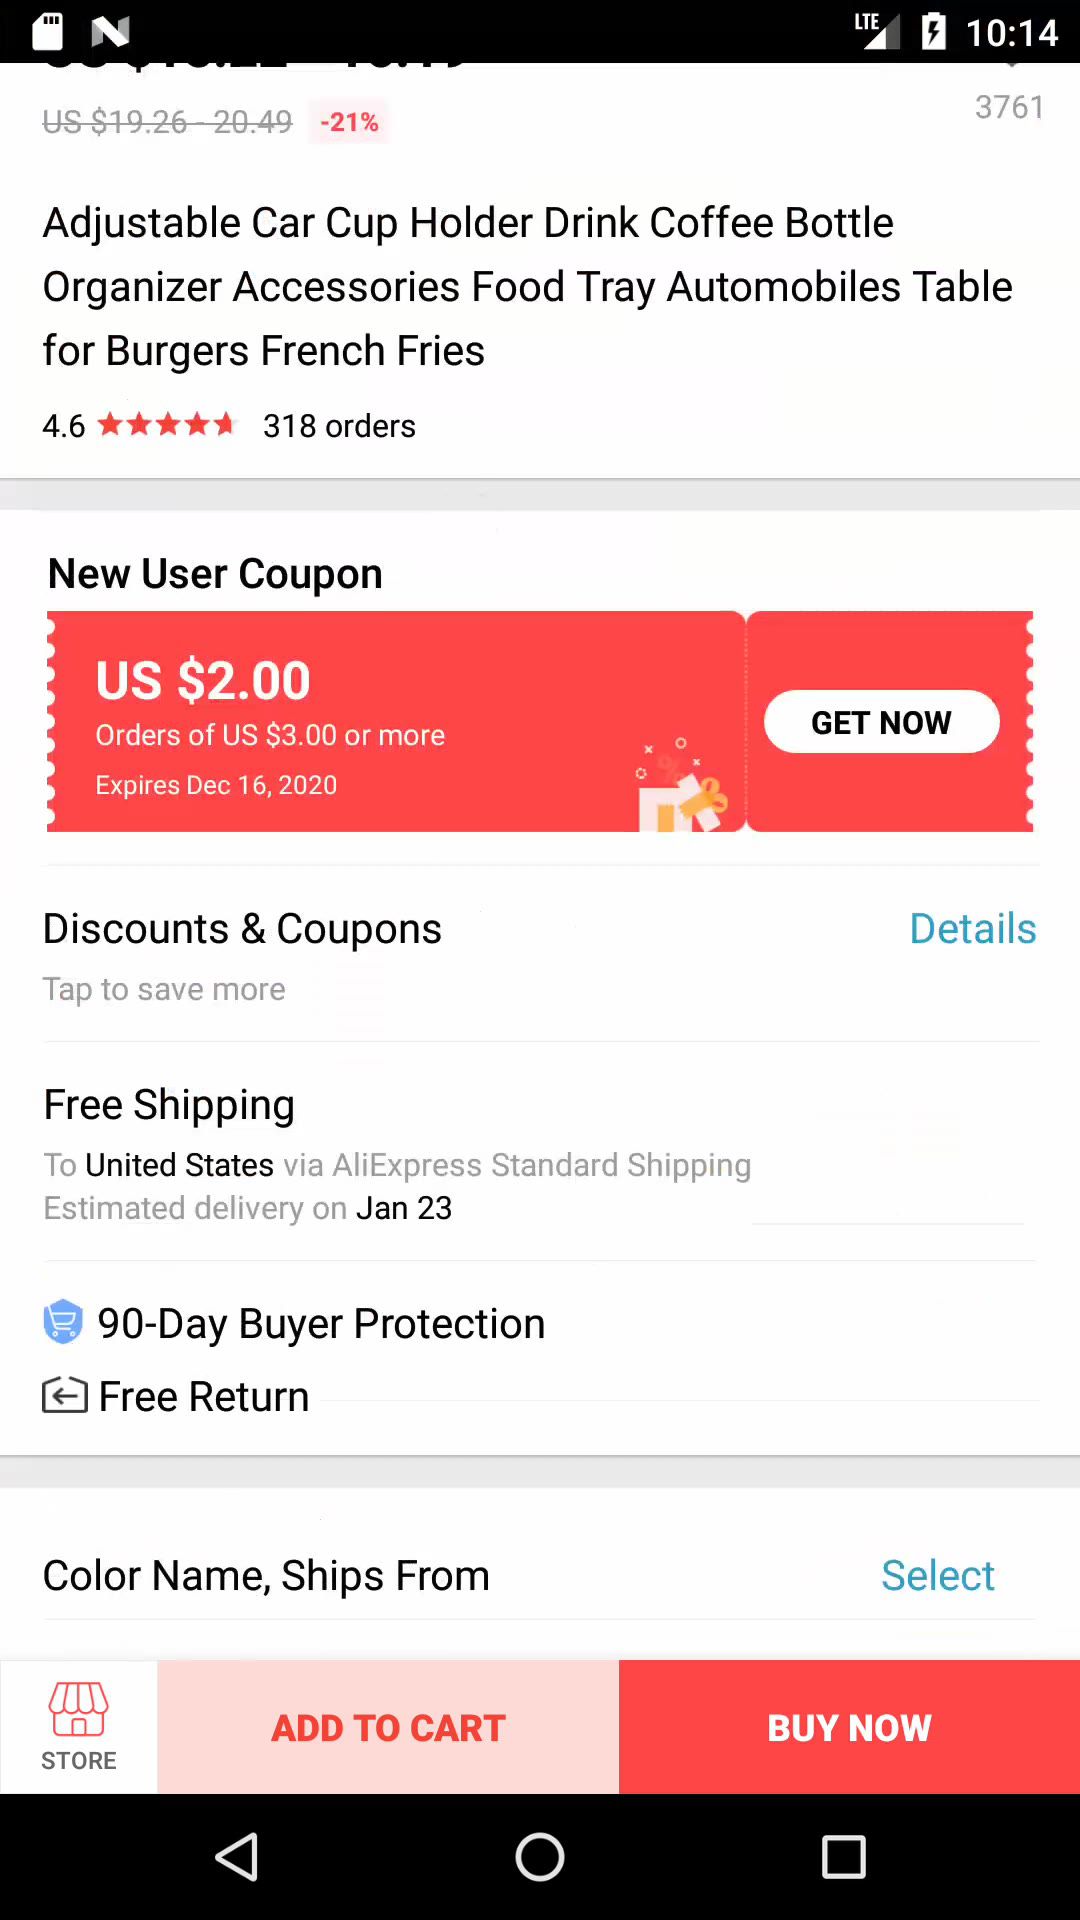 LTE 10:14
US $19.26 - 20.49 -21% 3761
Adjustable Car Cup Holder Drink Coffee Bottle
Organizer Accessories Food Tray Automobiles Table
for Burgers French Fries
4.6 318 orders
New User Coupon
US $2.00
Orders of US $3.00 or more
Expires Dec 16, 2020
GET NOW
Discounts & Coupons Details
Tap to save more
Free Shipping
To United States via AliExpress Standard Shipping
Estimated delivery on Jan 23
90-Day Buyer Protection
Free Return
Color Name, Ships From Select
STORE
ADD TO CART
BUY NOW